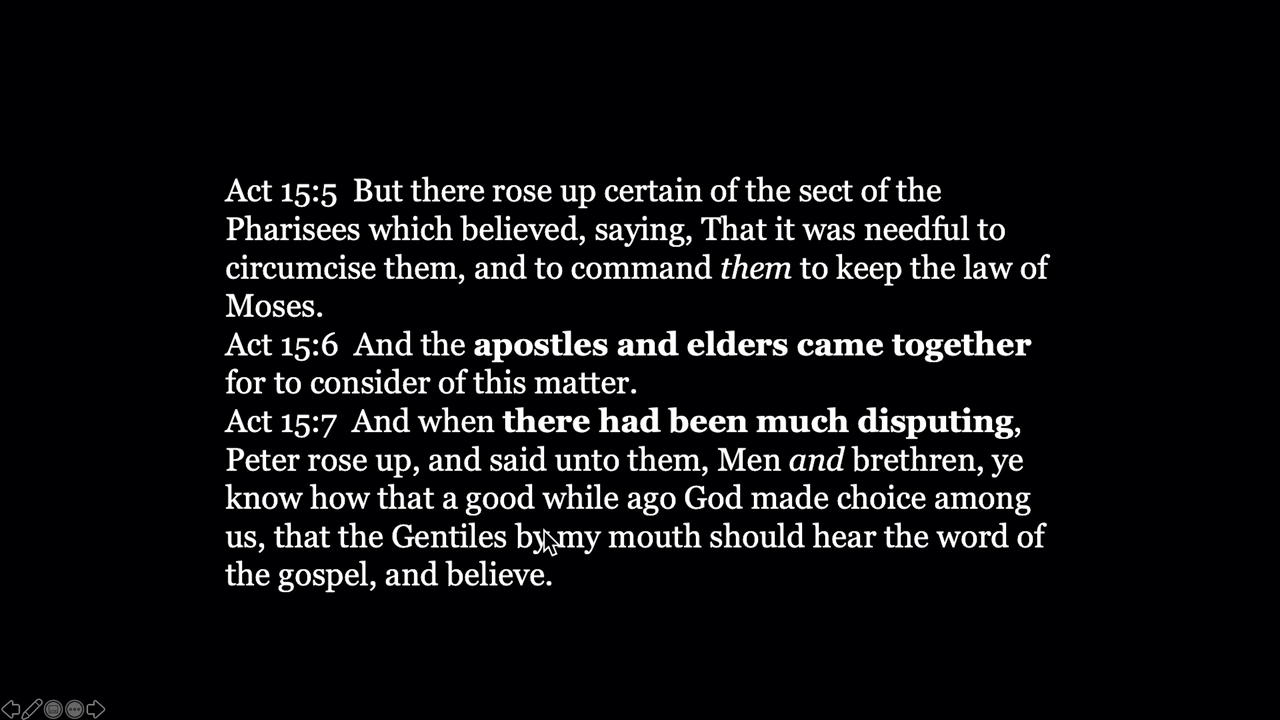 Act 15:5  But there rose up certain of the sect of the
Pharisees which believed, saying, That it was needful to
circumcise them, and to command them to keep the law of
Moses.
Act 15:6  And the apostles and elders came together
for to consider of this matter.
Act 15:7  And when there had been much disputing,
Peter rose up, and said unto them, Men and brethren, ye
know how that a good while ago God made choice among
us, that the Gentiles by my mouth should hear the word of
the gospel, and believe.